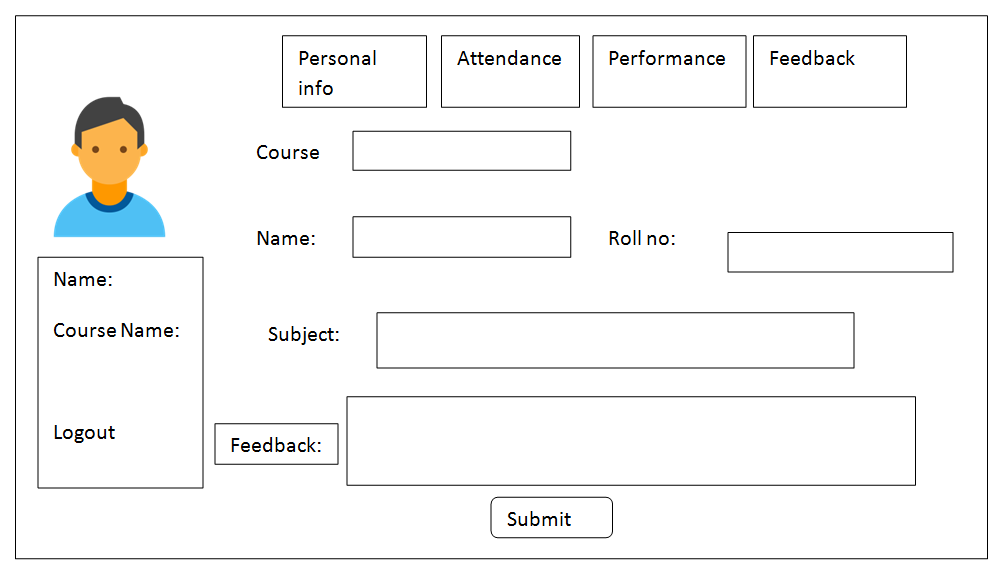 Personal
info
Attendance
Performance
Feedback
Course
Name:
Roll no:
Name:
Course Name:
Subject:
Logout
Feedback:
Submit